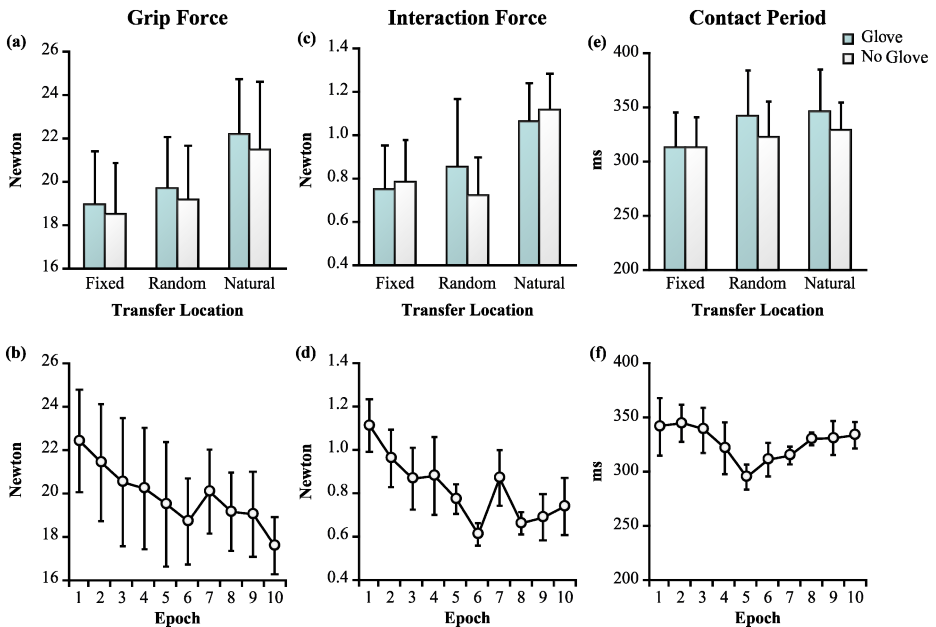 Grip Force
Interaction Force
Contact Period
(a)
26
24
22
20
18
16
Newton
Fixed Random Natural
Transfer Location
(c)
1.4
1.2
1.0
0.8
0.6
0.4
Newton
Fixed Random Natural
Transfer Location
(e)
400
350
300
250
200
ms
Glove
No Glove
Fixed Random Natural
Transfer Location
(b)
26
24
22
20
18
16
Newton
1 2 3 4 5 6 7 8 9 10
Epoch
(d)
1.4
1.2
1.0
0.8
0.6
0.4
Newton
1 2 3 4 5 6 7 8 9 10
Epoch
(f)
400
350
300
250
200
ms
1 2 3 4 5 6 7 8 9 10
Epoch